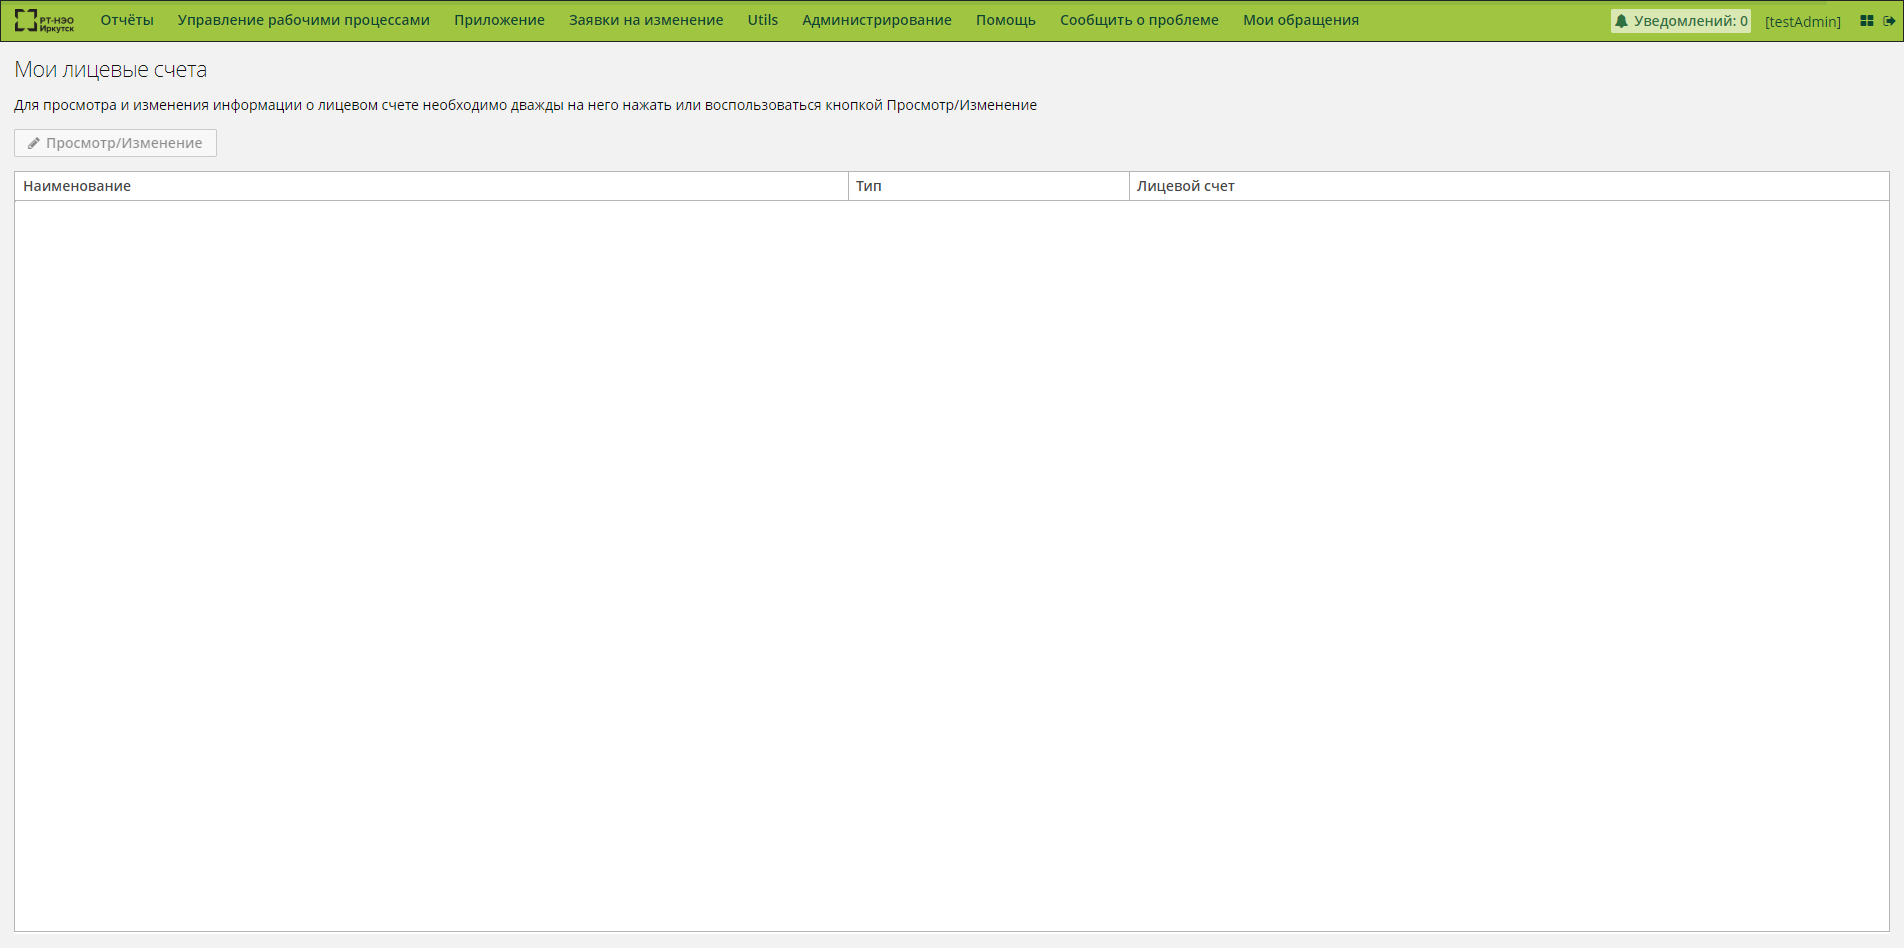 РТ-НЭО Иркутск
Отчёты Управление рабочими процессами Приложение Заявки на изменение Utils Администрирование Помощь Сообщить о проблеме Мои обращения Уведомлений: 0 [testAdmin]
Мои лицевые счета
Для просмотра и изменения информации о лицевом счете необходимо дважды на него нажать или воспользоваться кнопкой Просмотр/Изменение
Просмотр/Изменение
Наименование Тип Лицевой счет